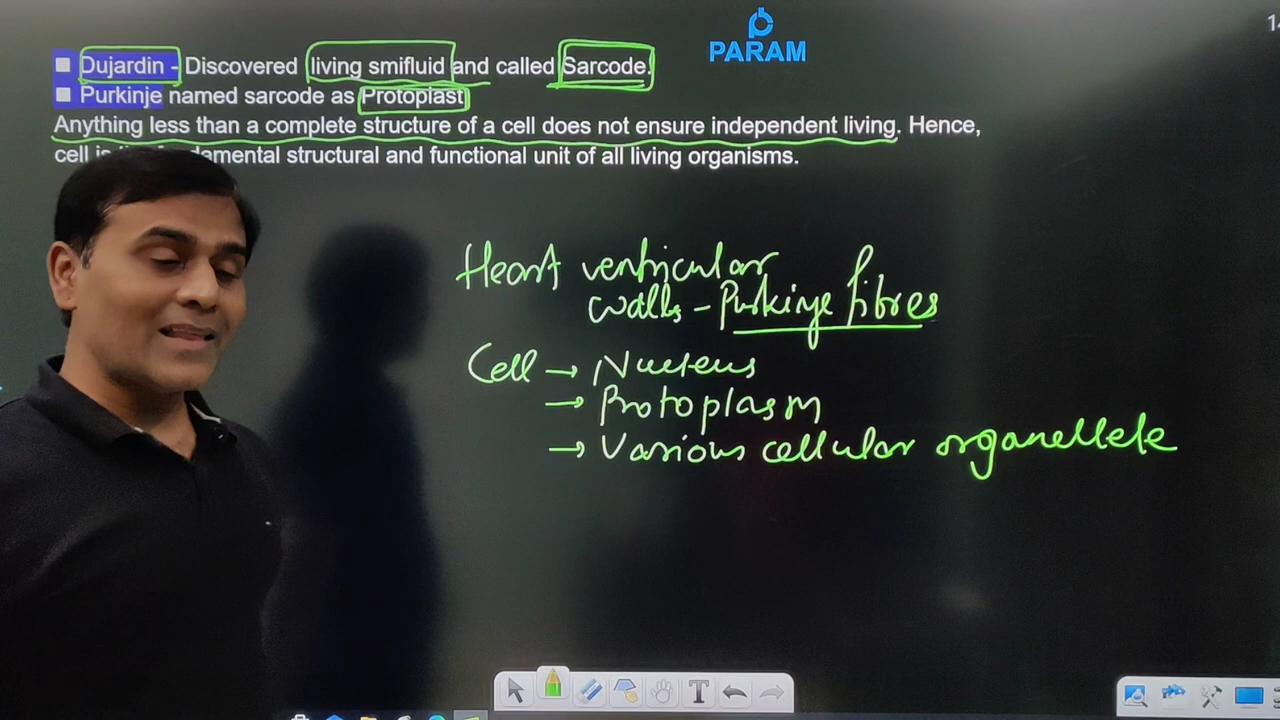 PARAM
14
■ Dujardin - Discovered living smifluid and called Sarcode.
■ Purkinje named sarcode as Protoplast
Anything less than a complete structure of a cell does not ensure independent living. Hence,
cell is damental structural and functional unit of all living organisms.
Heart ventricular
walls - Purkinje fibres
Cell → Nucleus
→ Protoplasm
→ Various cellular organellele
T